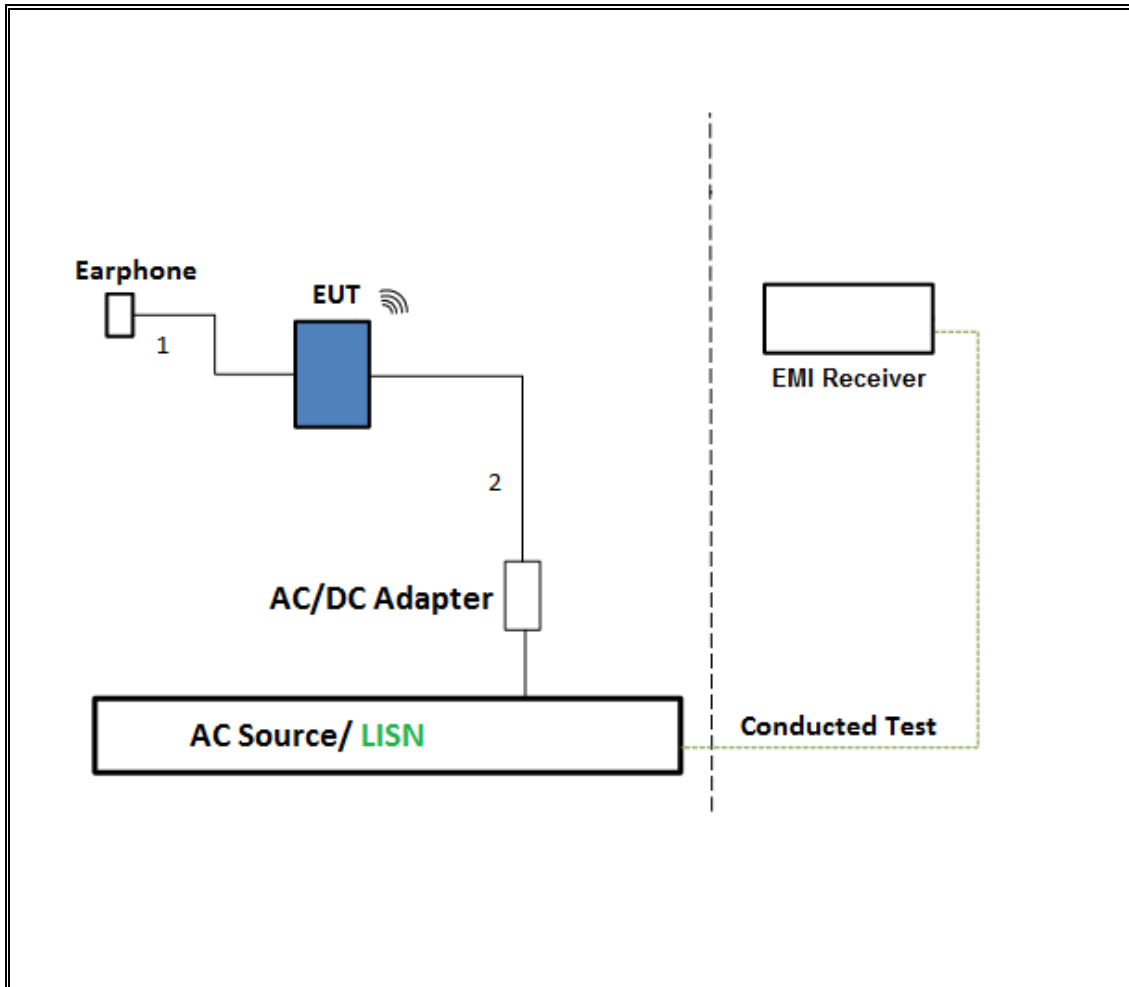 Earphone
1
EUT
EMI Receiver
2
AC/DC Adapter
AC Source/ LISN
Conducted Test